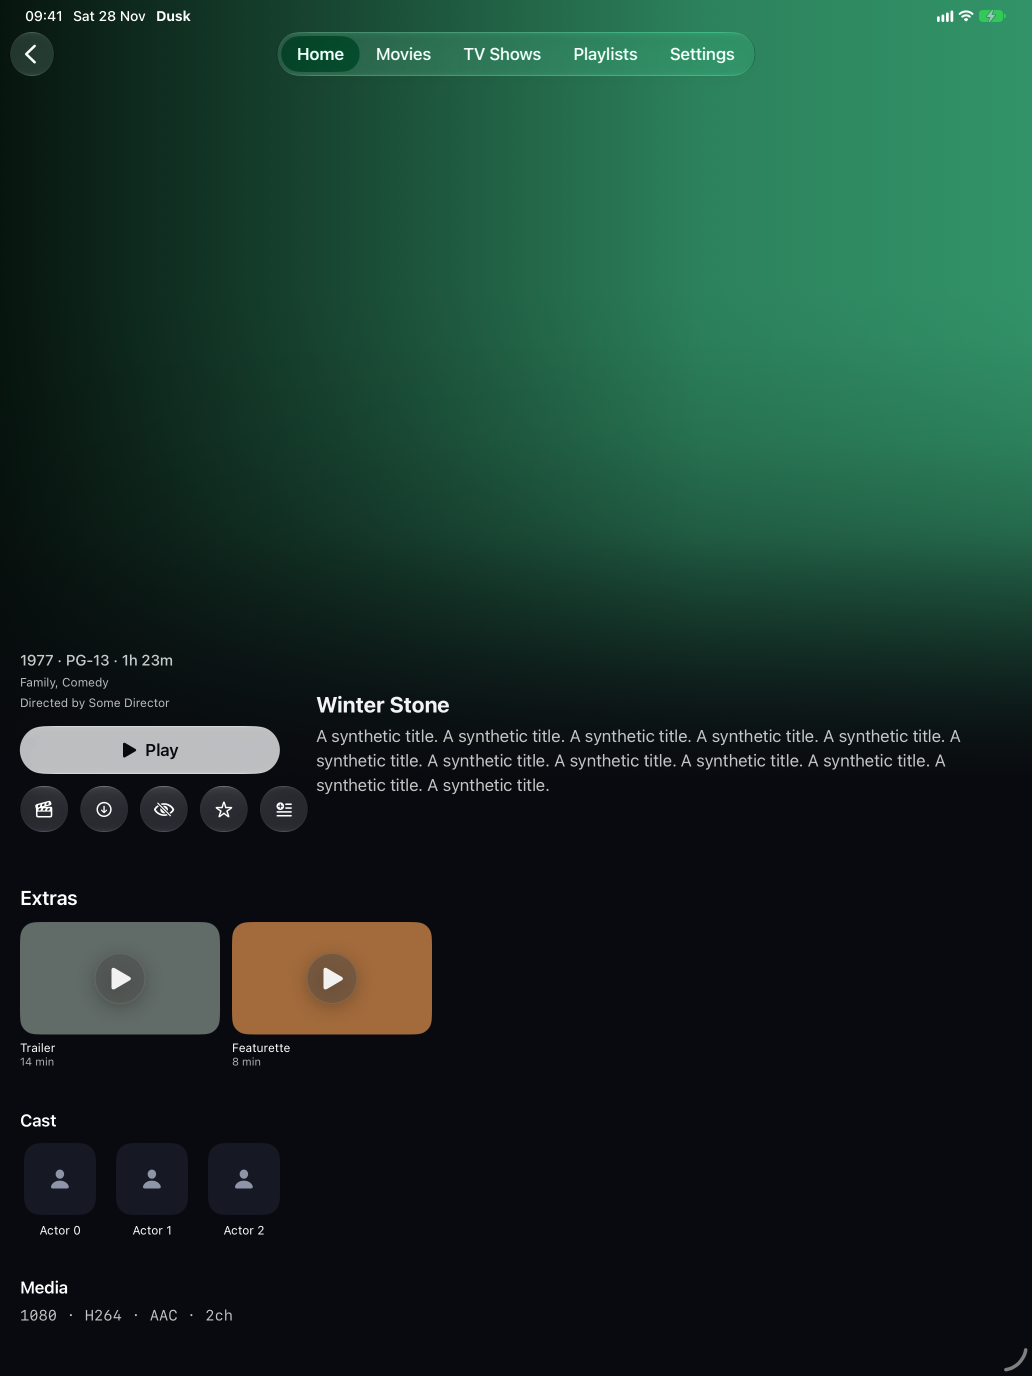 09:41 Sat 28 Nov Dusk
Home Movies TV Shows Playlists Settings
1977 · PG-13 · 1h 23m
Family, Comedy
Directed by Some Director
Play
Winter Stone
A synthetic title. A synthetic title. A synthetic title. A synthetic title. A synthetic title. A
synthetic title. A synthetic title. A synthetic title. A synthetic title. A synthetic title. A
synthetic title. A synthetic title.
Extras
Trailer
14 min
Featurette
8 min
Cast
Actor 0
Actor 1
Actor 2
Media
1080 · H264 · AAC · 2ch